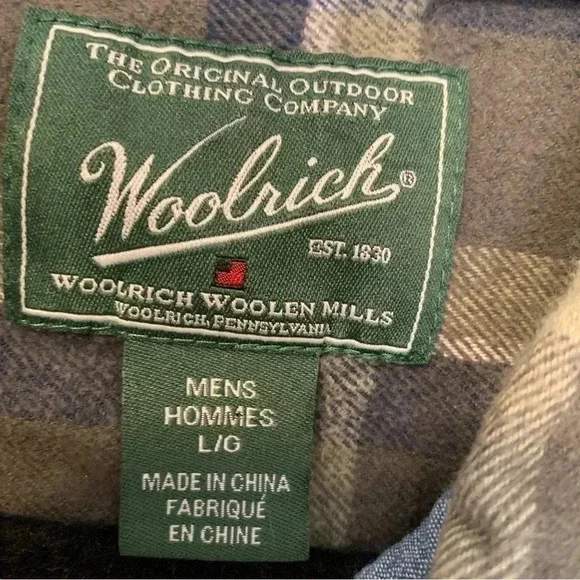 THE ORIGINAL OUTDOOR
CLOTHING COMPANY
Woolrich®
EST. 1830
WOOLRICH WOOLEN MILLS
WOOLRICH, PENNSYLVANIA
MENS
HOMMES
L/G
MADE IN CHINA
FABRIQUÉ
EN CHINE